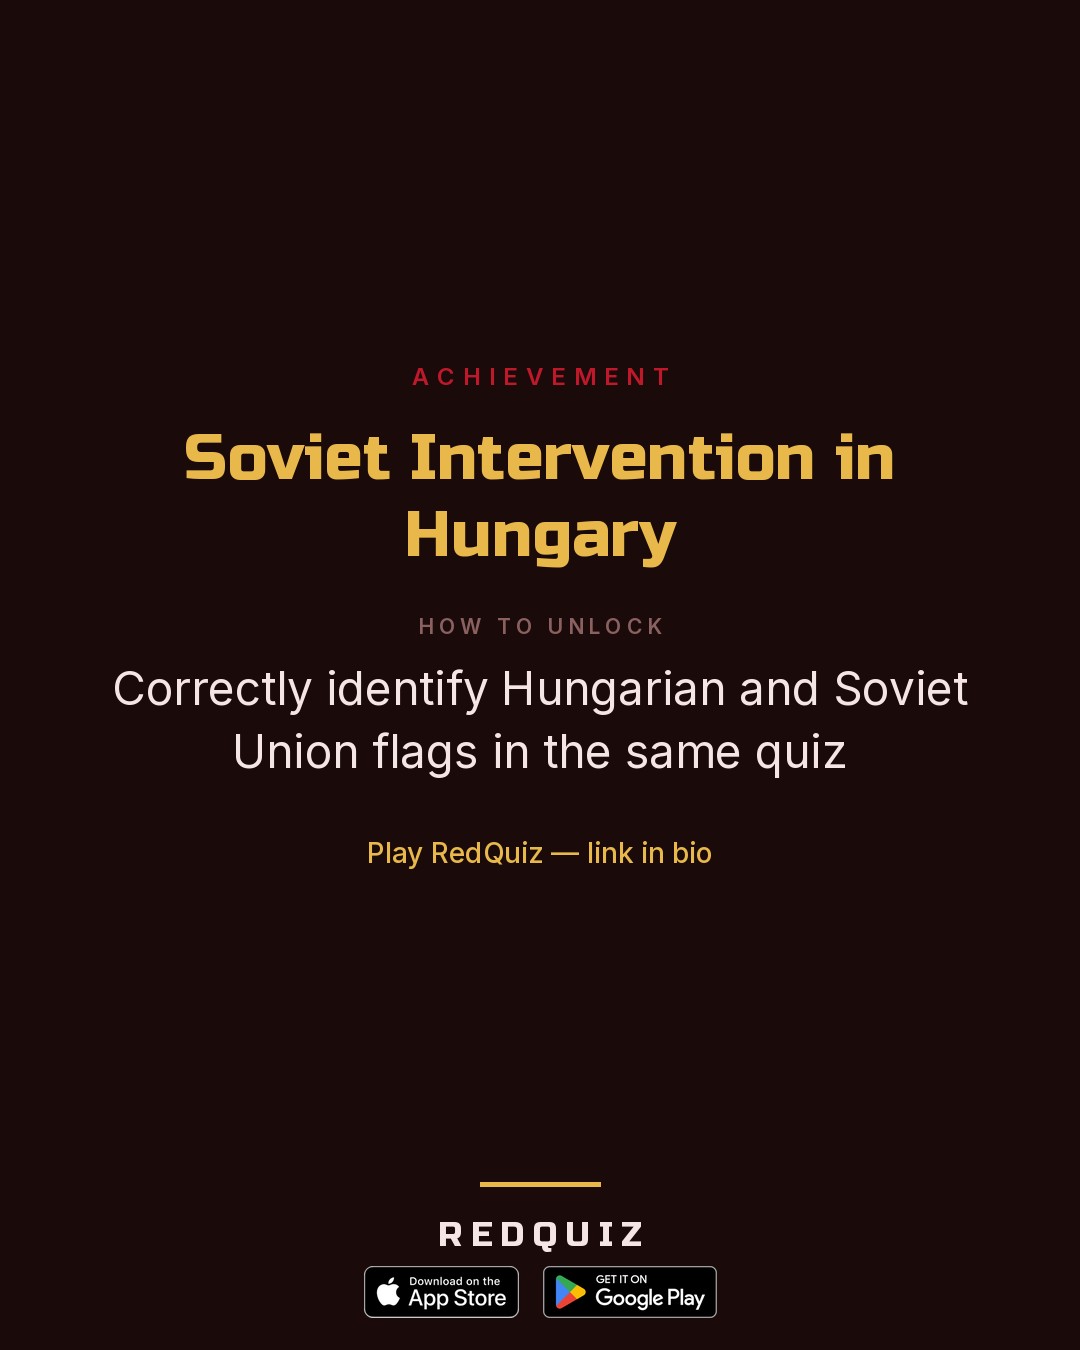 ACHIEVEMENT
Soviet Intervention in
Hungary
HOW TO UNLOCK
Correctly identify Hungarian and Soviet
Union flags in the same quiz
Play RedQuiz — link in bio
REDQUIZ
Download on the
App Store
GET IT ON
Google Play